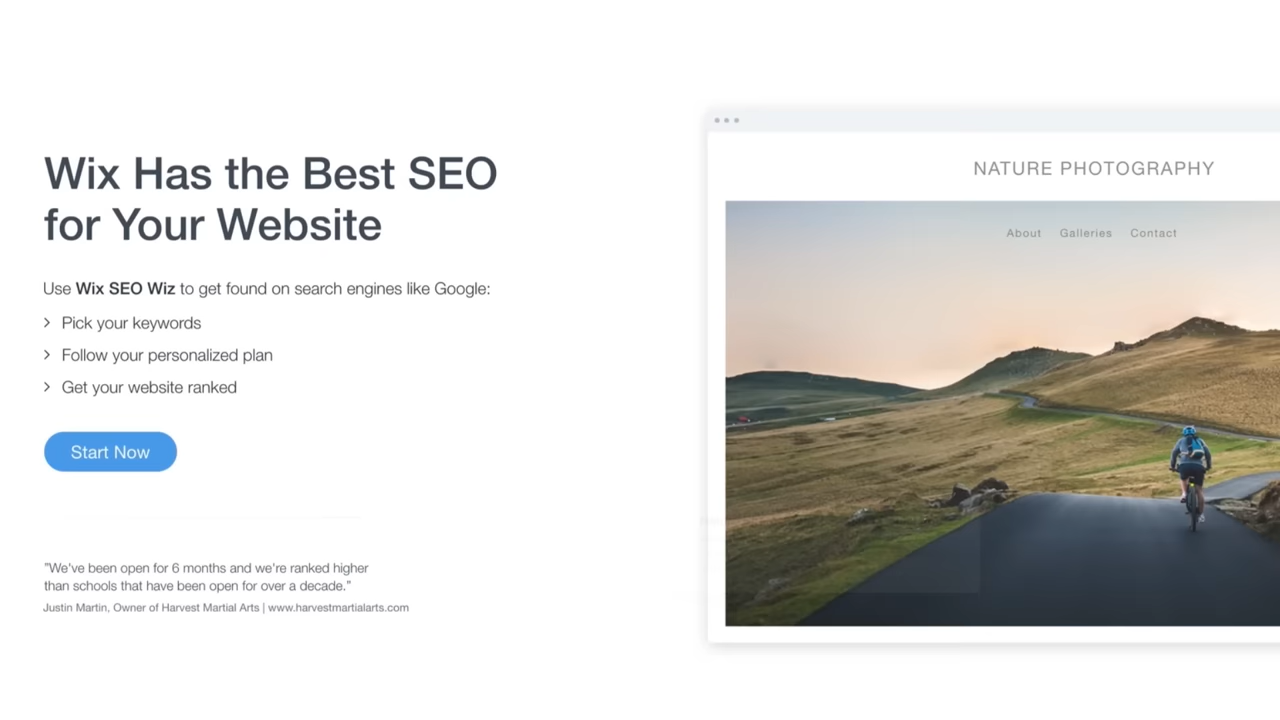 Wix Has the Best SEO
for Your Website
Use Wix SEO Wiz to get found on search engines like Google:
Pick your keywords
Follow your personalized plan
Get your website ranked
Start Now
"We've been open for 6 months and we're ranked higher
than schools that have been open for over a decade."
Justin Martin, Owner of Harvest Martial Arts | www.harvestmartialarts.com
NATURE PHOTOGRAPHY
About Galleries Contact